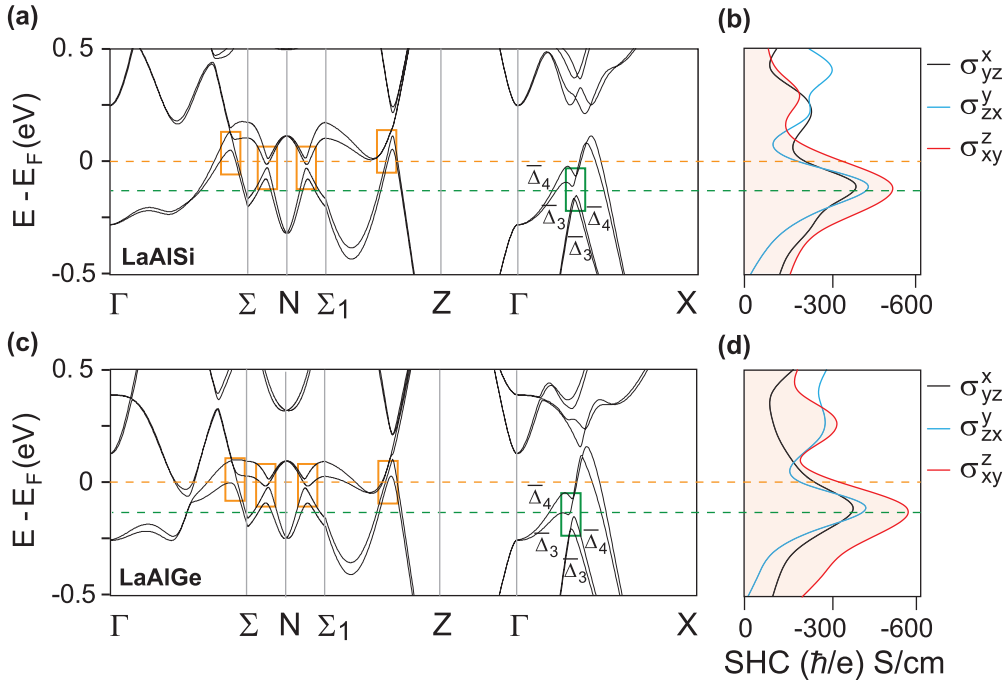 (a)
(b)
E - E_F(eV)
0.5
0
-0.5
LaAlSi
Δ̅₄
Δ̅₃
Δ̅₄
Δ̅₃
Γ Σ N Σ₁ Z Γ X
σ^x_yz
σ^y_zx
σ^z_xy
0 -300 -600
(c)
(d)
E - E_F(eV)
0.5
0
-0.5
LaAlGe
Δ̅₄
Δ̅₃
Δ̅₄
Δ̅₃
Γ Σ N Σ₁ Z Γ X
σ^x_yz
σ^y_zx
σ^z_xy
0 -300 -600
SHC (ħ/e) S/cm